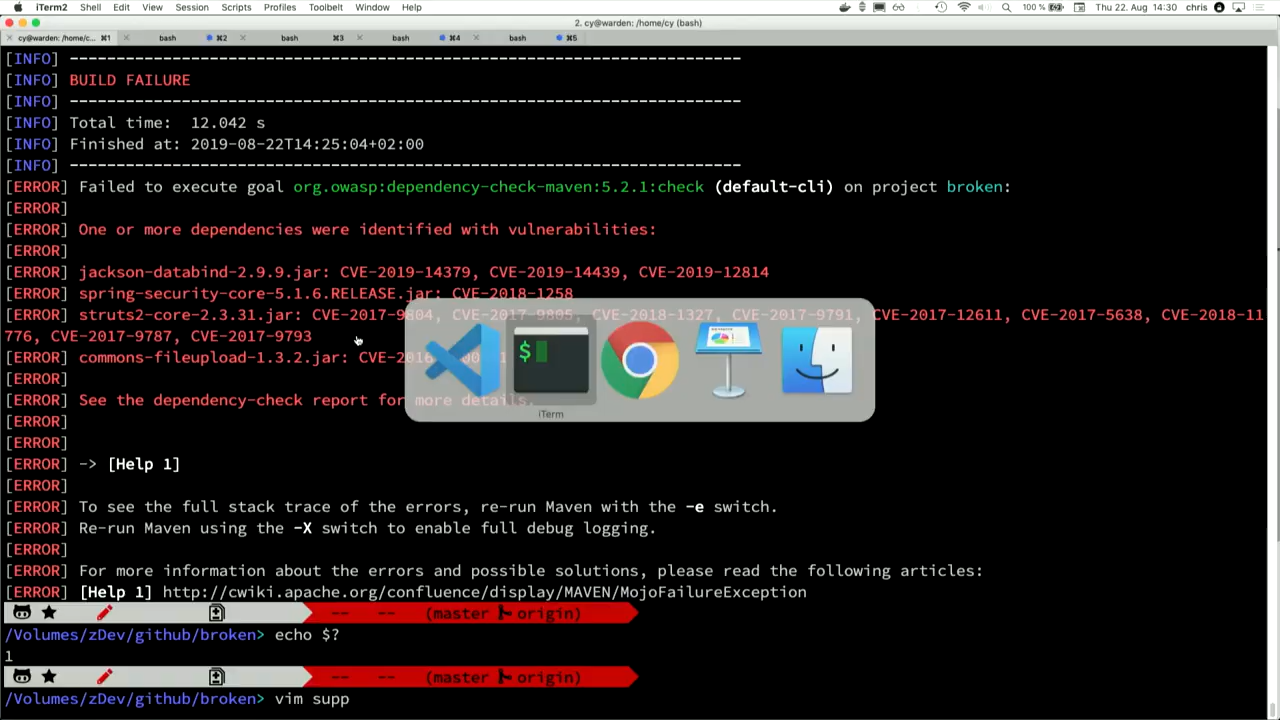 iTerm2 Shell Edit View Session Scripts Profiles Toolbelt Window Help 100 % Thu 22. Aug 14:30 chris
2. cy@warden: /home/cy (bash)
cy@warden: /home/c... ⌘1 bash ⌘2 bash ⌘3 bash ⌘4 bash ⌘5
[INFO] ------------------------------------------------------------------------
[INFO] BUILD FAILURE
[INFO] ------------------------------------------------------------------------
[INFO] Total time: 12.042 s
[INFO] Finished at: 2019-08-22T14:25:04+02:00
[INFO] ------------------------------------------------------------------------
[ERROR] Failed to execute goal org.owasp:dependency-check-maven:5.2.1:check (default-cli) on project broken:
[ERROR]
[ERROR] One or more dependencies were identified with vulnerabilities:
[ERROR]
[ERROR] jackson-databind-2.9.9.jar: CVE-2019-14379, CVE-2019-14439, CVE-2019-12814
[ERROR] spring-security-core-5.1.6.RELEASE.jar: CVE-2018-1258
[ERROR] struts2-core-2.3.31.jar: CVE-2017-9804, CVE-2017-9805, CVE-2018-1327, CVE-2017-9791, CVE-2017-12611, CVE-2017-5638, CVE-2018-11
776, CVE-2017-9787, CVE-2017-9793
[ERROR] commons-fileupload-1.3.2.jar:
[ERROR]
[ERROR] See the dependency-check report for more details.
[ERROR]
[ERROR]
[ERROR] -> [Help 1]
[ERROR]
[ERROR] To see the full stack trace of the errors, re-run Maven with the -e switch.
[ERROR] Re-run Maven using the -X switch to enable full debug logging.
[ERROR]
[ERROR] For more information about the errors and possible solutions, please read the following articles:
[ERROR] [Help 1] http://cwiki.apache.org/confluence/display/MAVEN/MojoFailureException
-- -- (master origin)
/Volumes/zDev/github/broken> echo $?
1
-- -- (master origin)
/Volumes/zDev/github/broken> vim supp
$
iTerm